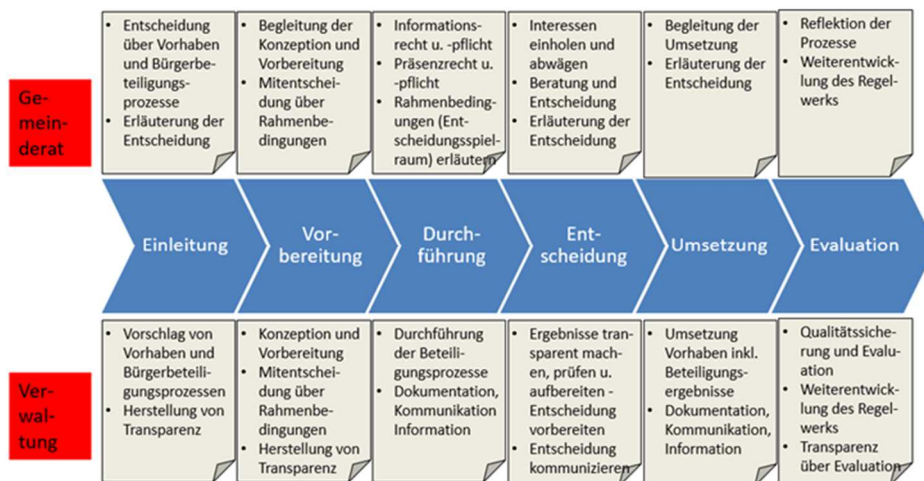 Ge-
mein-
derat
• Entscheidung
über Vorhaben
und Bürgerbe-
teiligungs-
prozesse
• Erläuterung der
Entscheidung
• Begleitung der
Konzeption und
Vorbereitung
• Mitentschei-
dung über
Rahmenbe-
dingungen
• Informations-
recht u. -pflicht
• Präsenzrecht u.
-pflicht
• Rahmenbeding-
ungen (Ent-
scheidungsspiel-
raum) erläutern
• Interessen
einholen und
abwägen
• Beratung und
Entscheidung
• Erläuterung der
Entscheidung
• Begleitung der
Umsetzung
• Erläuterung der
Entscheidung
• Reflektion der
Prozesse
• Weiterentwick-
lung des Regel-
werks
Einleitung
Vor-
bereitung
Durch-
führung
Ent-
scheidung
Umsetzung
Evaluation
Ver-
wal-
tung
• Vorschlag von
Vorhaben und
Bürgerbeteili-
gungsprozessen
• Herstellung von
Transparenz
• Konzeption und
Vorbereitung
• Mitentschei-
dung über
Rahmenbe-
dingungen
• Herstellung von
Transparenz
• Durchführung
der Beteili-
gungsprozesse
• Dokumentation,
Kommunikation
Information
• Ergebnisse trans-
parent mach-
en, prüfen u.
aufbereiten -
Entscheidung
vorbereiten
• Entscheidung
kommunizieren
• Umsetzung
Vorhaben inkl.
Beteiligungs-
ergebnisse
• Dokumentation,
Kommunikation,
Information
• Qualitätssiche-
rung und Evalu-
ation
• Weiterentwick-
lung des Regel-
werks
• Transparenz
über Evaluation